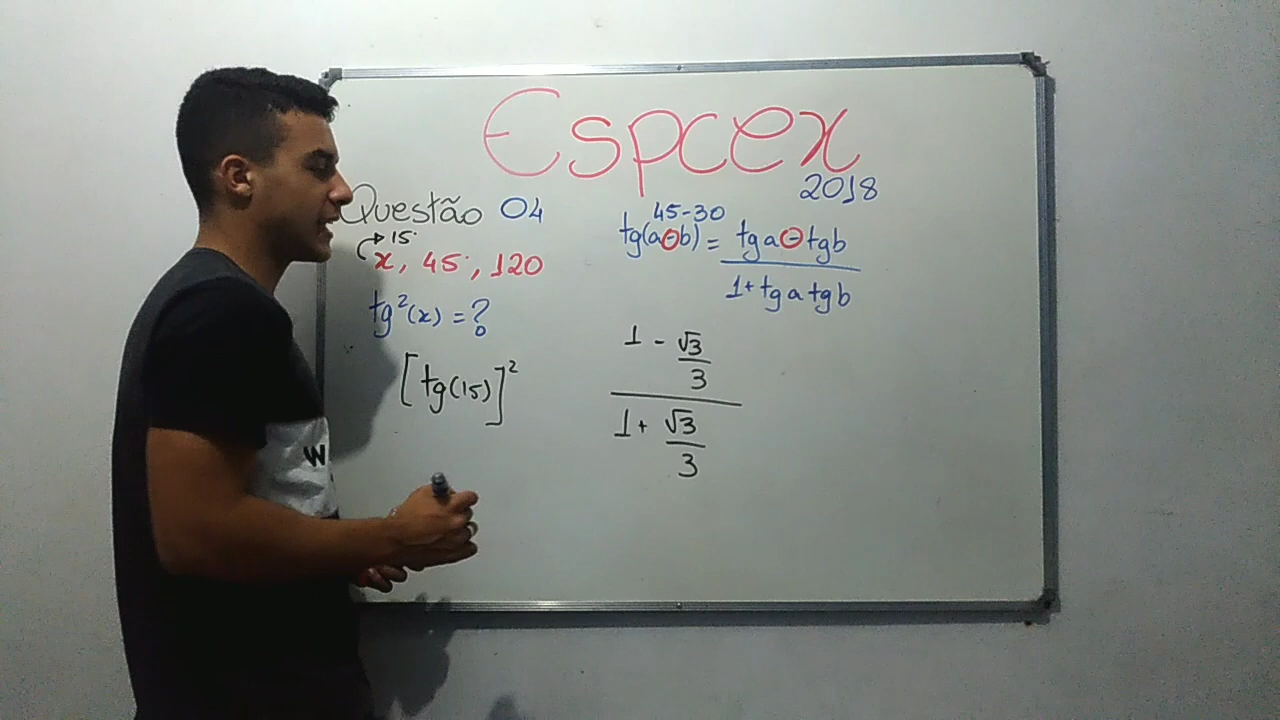 Espcex
2018
Questão 04
→ 15
x, 45, 120
tg²(x) = ?
[tg(15)]²
45-30
tg(a-b) = tga - tgb
1 + tga tgb
1 - √3
3
1 + √3
3
W